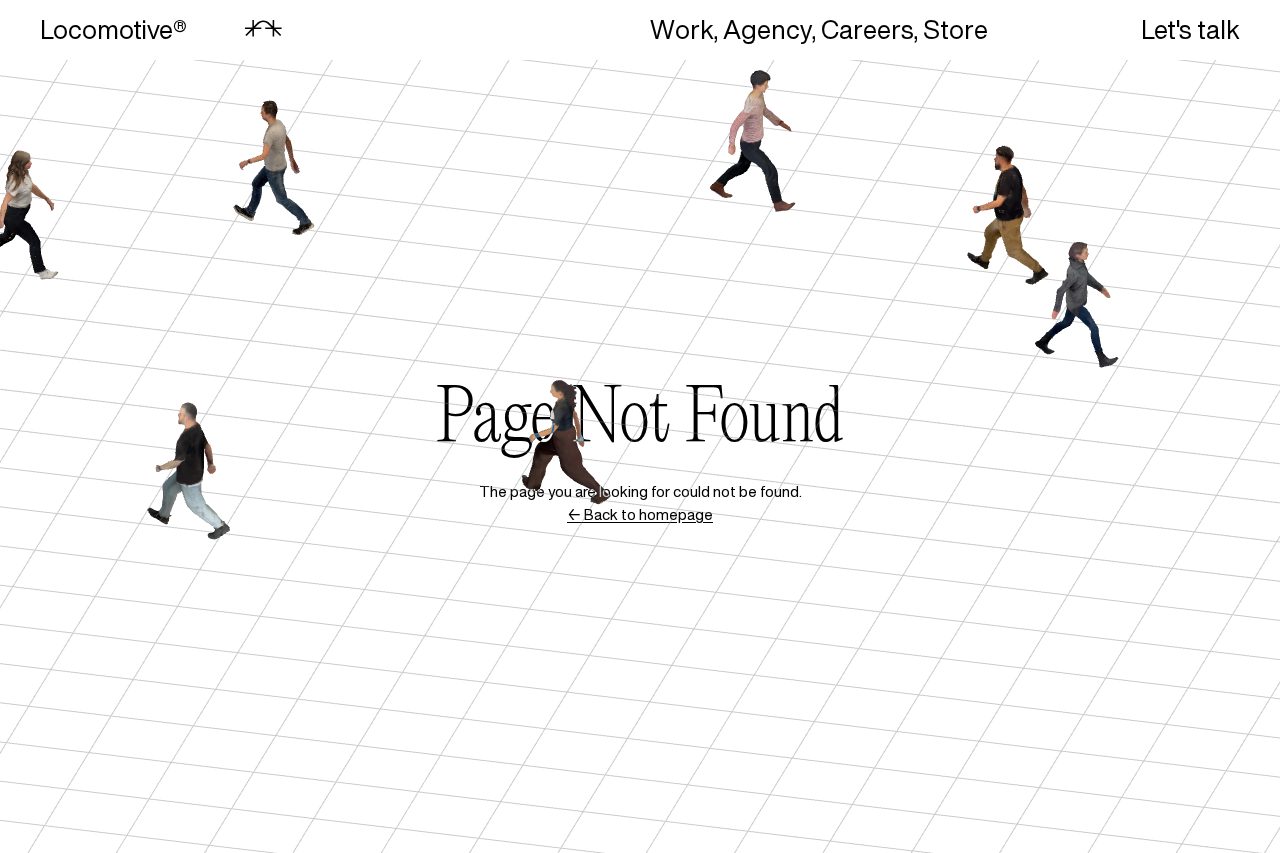 Locomotive®
Work, Agency, Careers, Store
Let's talk
Page Not Found
The page you are looking for could not be found.
← Back to homepage